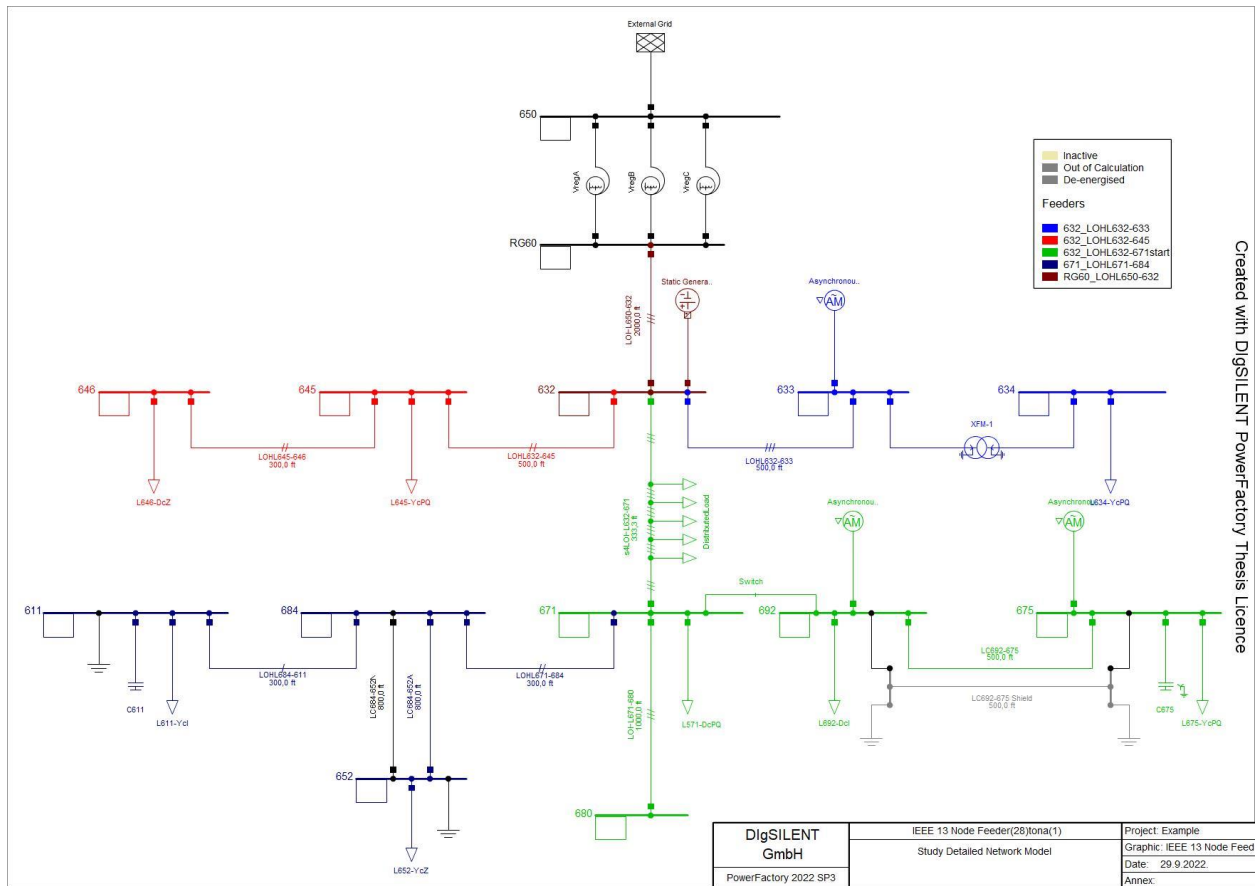 External Grid
650
VregA
VregB
VregC
RG60
Inactive
Out of Calculation
De-energised
Feeders
632_LOHL632-633
632_LOHL632-645
632_LOHL632-671start
671_LOHL671-684
RG60_LOHL650-632
Created with DIgSILENT PowerFactory Thesis Licence
LOHL650-632
2000,0 ft
Static Genera..
Asynchronou..
646
645
632
633
634
XFM-1
LOHL645-646
300,0 ft
LOHL632-645
500,0 ft
LOHL632-633
500,0 ft
L646-DcZ
L645-YcPQ
L634-YcPQ
s4LOHL632-671
333,3 ft
DistributedLoad
Asynchronou..
Asynchronou..
Switch
611
684
671
692
675
LOHL684-611
300,0 ft
LC684-652N
800,0 ft
LC684-652A
800,0 ft
LOHL671-684
300,0 ft
LOHL671-680
1000,0 ft
LC692-675
500,0 ft
LC692-675 Shield
500,0 ft
C611
L611-YcI
L571-DcPQ
L692-DcI
C675
L675-YcPQ
652
680
L652-YcZ
DIgSILENT
GmbH
PowerFactory 2022 SP3
IEEE 13 Node Feeder(28)tona(1)
Study Detailed Network Model
Project: Example
Graphic: IEEE 13 Node Feed
Date: 29.9.2022.
Annex: